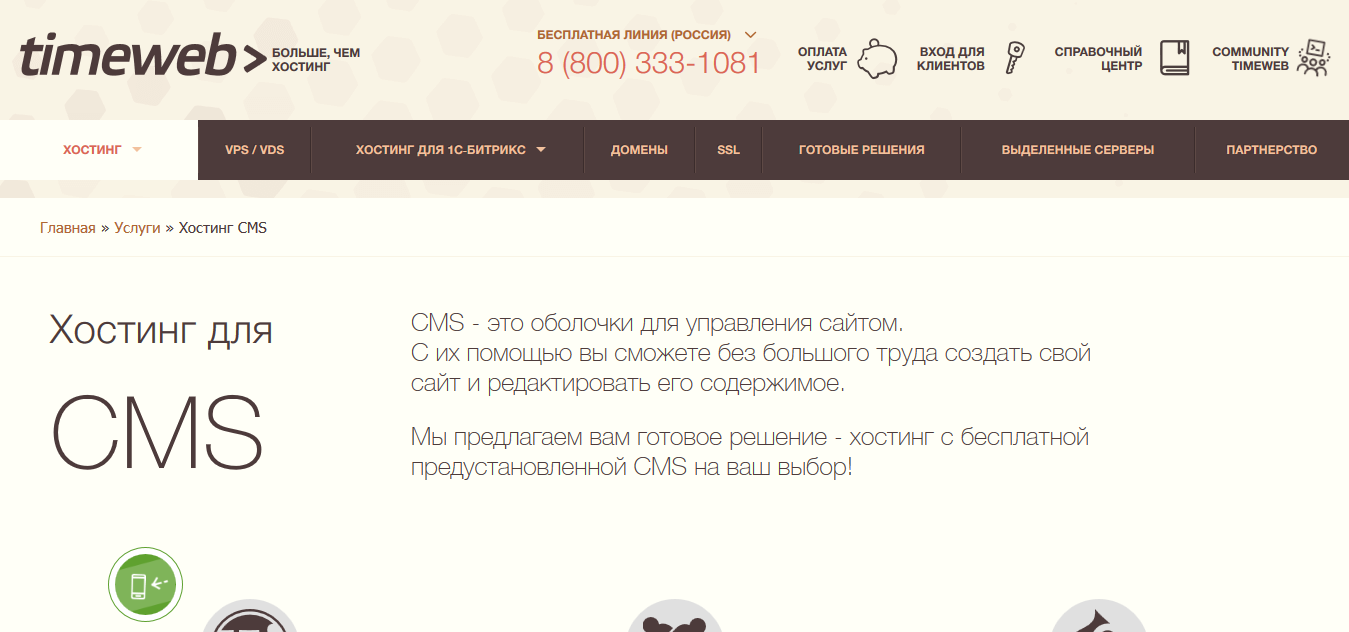 timeweb>
БОЛЬШЕ, ЧЕМ
ХОСТИНГ
БЕСПЛАТНАЯ ЛИНИЯ (РОССИЯ)
8 (800) 333-1081
ОПЛАТА
УСЛУГ
ВХОД ДЛЯ
КЛИЕНТОВ
СПРАВОЧНЫЙ
ЦЕНТР
COMMUNITY
TIMEWEB
ХОСТИНГ
VPS / VDS
ХОСТИНГ ДЛЯ 1С-БИТРИКС
ДОМЕНЫ
SSL
ГОТОВЫЕ РЕШЕНИЯ
ВЫДЕЛЕННЫЕ СЕРВЕРЫ
ПАРТНЕРСТВО
Главная » Услуги » Хостинг CMS
Хостинг для
CMS
CMS - это оболочки для управления сайтом.
С их помощью вы сможете без большого труда создать свой
сайт и редактировать его содержимое.
Мы предлагаем вам готовое решение - хостинг с бесплатной
предустановленной CMS на ваш выбор!